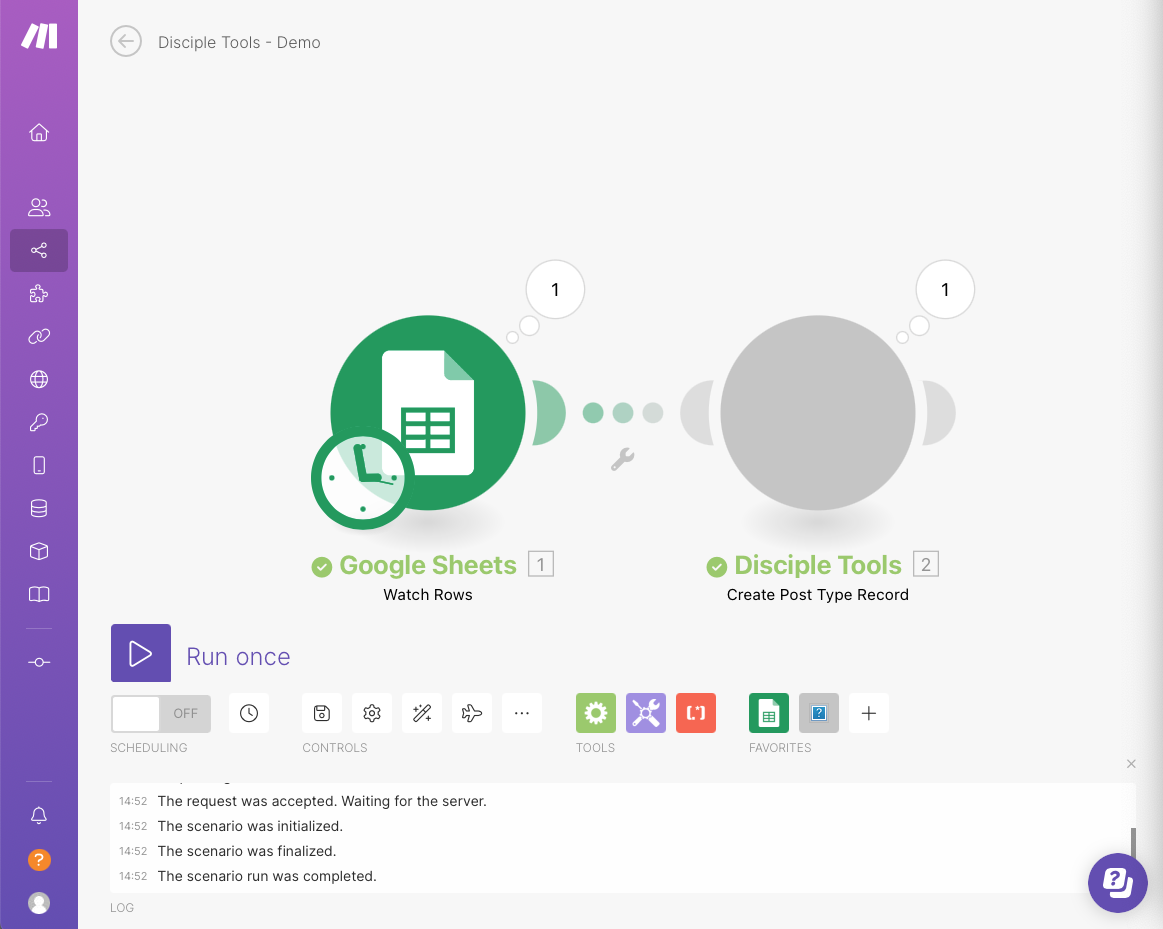 Disciple Tools - Demo
1
1
Google Sheets 1
Watch Rows
Disciple Tools 2
Create Post Type Record
Run once
OFF
SCHEDULING
CONTROLS
[.*]
TOOLS
?
FAVORITES
14:52 The request was accepted. Waiting for the server.
14:52 The scenario was initialized.
14:52 The scenario was finalized.
14:52 The scenario run was completed.
LOG
?
?